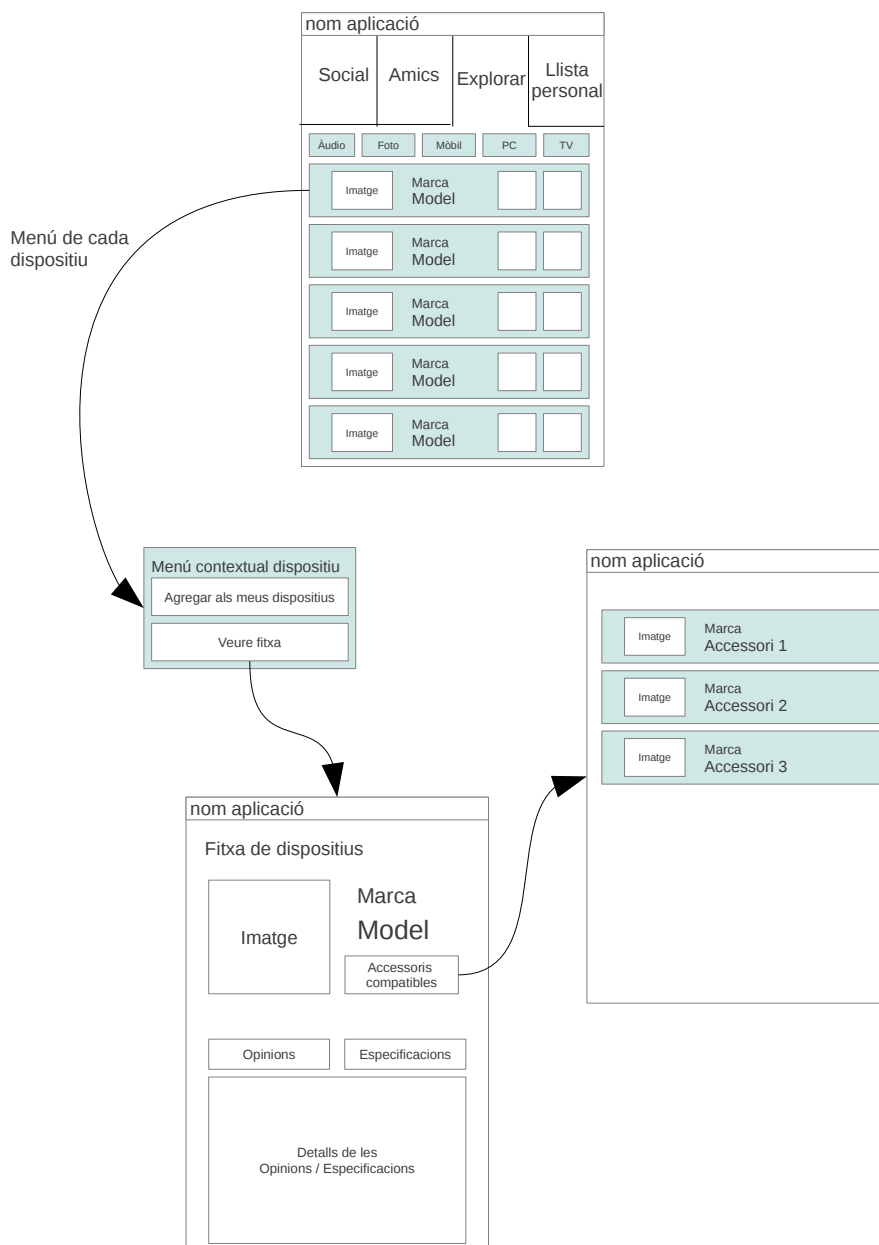 nom aplicació
Social
Amics
Explorar
Llista
personal
Àudio
Foto
Mòbil
PC
TV
Imatge
Marca
Model
Imatge
Marca
Model
Imatge
Marca
Model
Imatge
Marca
Model
Imatge
Marca
Model
Menú de cada
dispositiu
Menú contextual dispositiu
Agregar als meus dispositius
Veure fitxa
nom aplicació
Imatge
Marca
Accessori 1
Imatge
Marca
Accessori 2
Imatge
Marca
Accessori 3
nom aplicació
Fitxa de dispositius
Imatge
Marca
Model
Accessoris
compatibles
Opinions
Especificacions
Detalls de les
Opinions / Especificacions